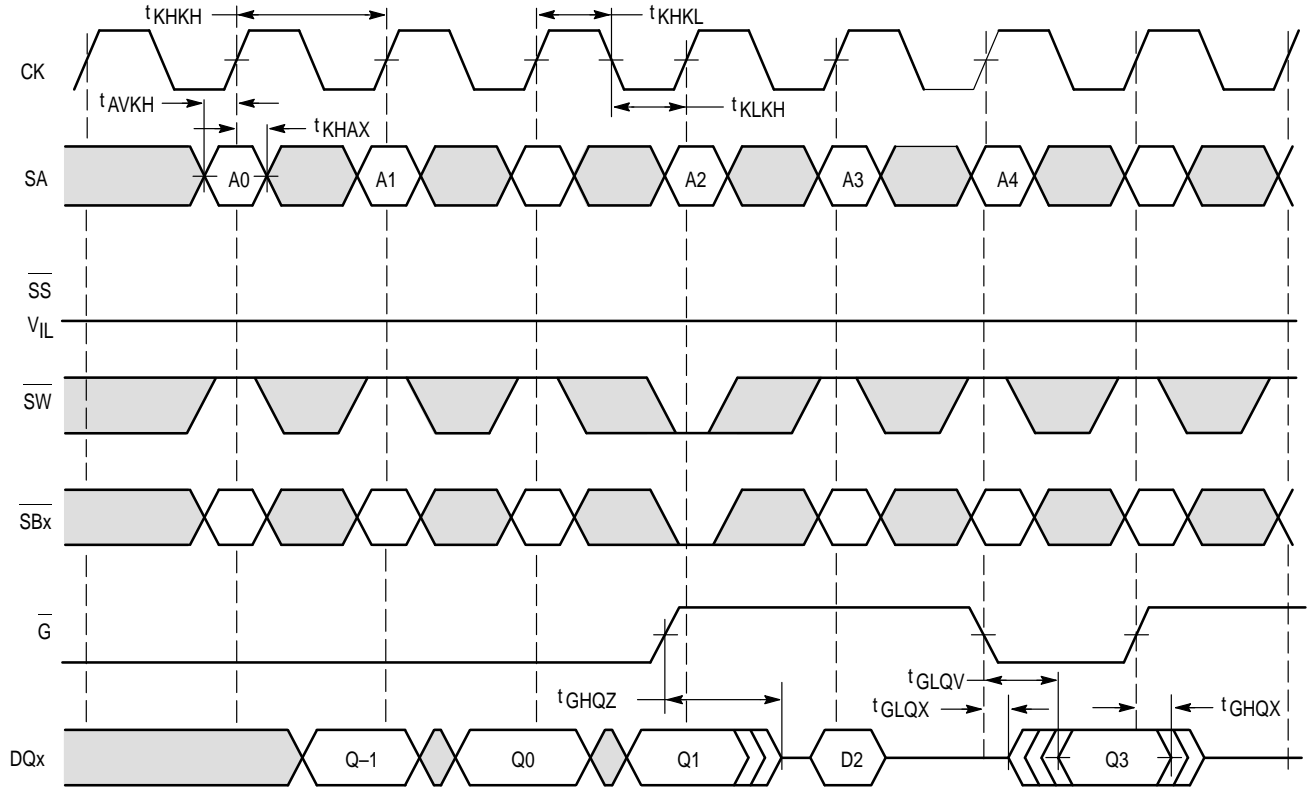 tKHKH
tKHKL
CK
tAVKH
tKHAX
tKLKH
SA
A0
A1
A2
A3
A4
SS
VIL
SW
SBx
G
tGHQZ
tGLQV
tGLQX
tGHQX
DQx
Q–1
Q0
Q1
D2
Q3